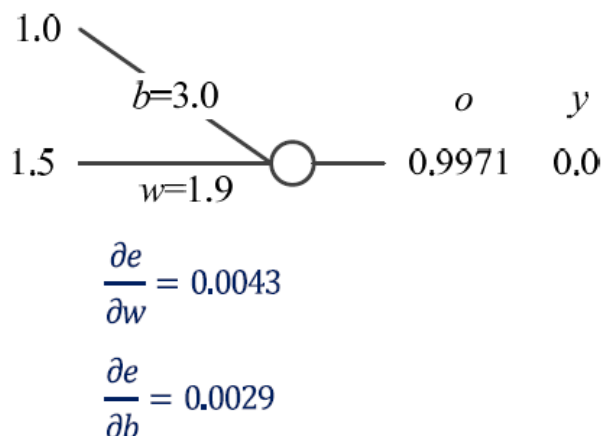 1.0
b=3.0
o y
1.5 0.9971 0.0
w=1.9
∂e/∂w = 0.0043
∂e/∂b = 0.0029